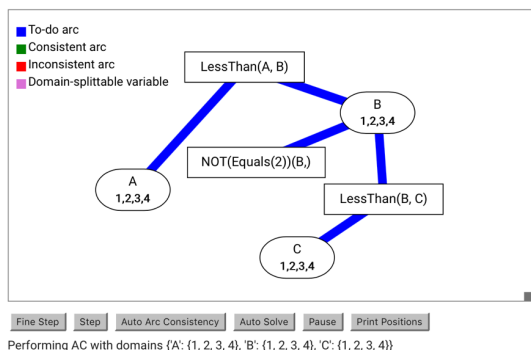 To-do arc
Consistent arc
Inconsistent arc
Domain-splittable variable
LessThan(A, B)
B
1,2,3,4
NOT(Equals(2))(B,)
A
1,2,3,4
LessThan(B, C)
C
1,2,3,4
Fine Step Step Auto Arc Consistency Auto Solve Pause Print Positions
Performing AC with domains {'A': {1, 2, 3, 4}, 'B': {1, 2, 3, 4}, 'C': {1, 2, 3, 4}}